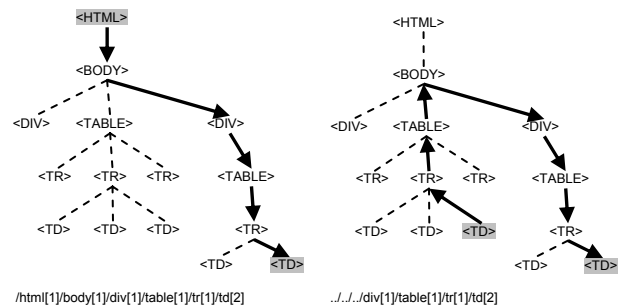 <HTML>
<BODY>
<DIV> <TABLE> <DIV>
<TR> <TR> <TR> <TABLE>
<TD> <TD> <TD> <TR>
<TD> <TD>
/html[1]/body[1]/div[1]/table[1]/tr[1]/td[2]
<HTML>
<BODY>
<DIV> <TABLE> <DIV>
<TR> <TR> <TR> <TABLE>
<TD> <TD> <TD> <TR>
<TD> <TD>
../../../div[1]/table[1]/tr[1]/td[2]